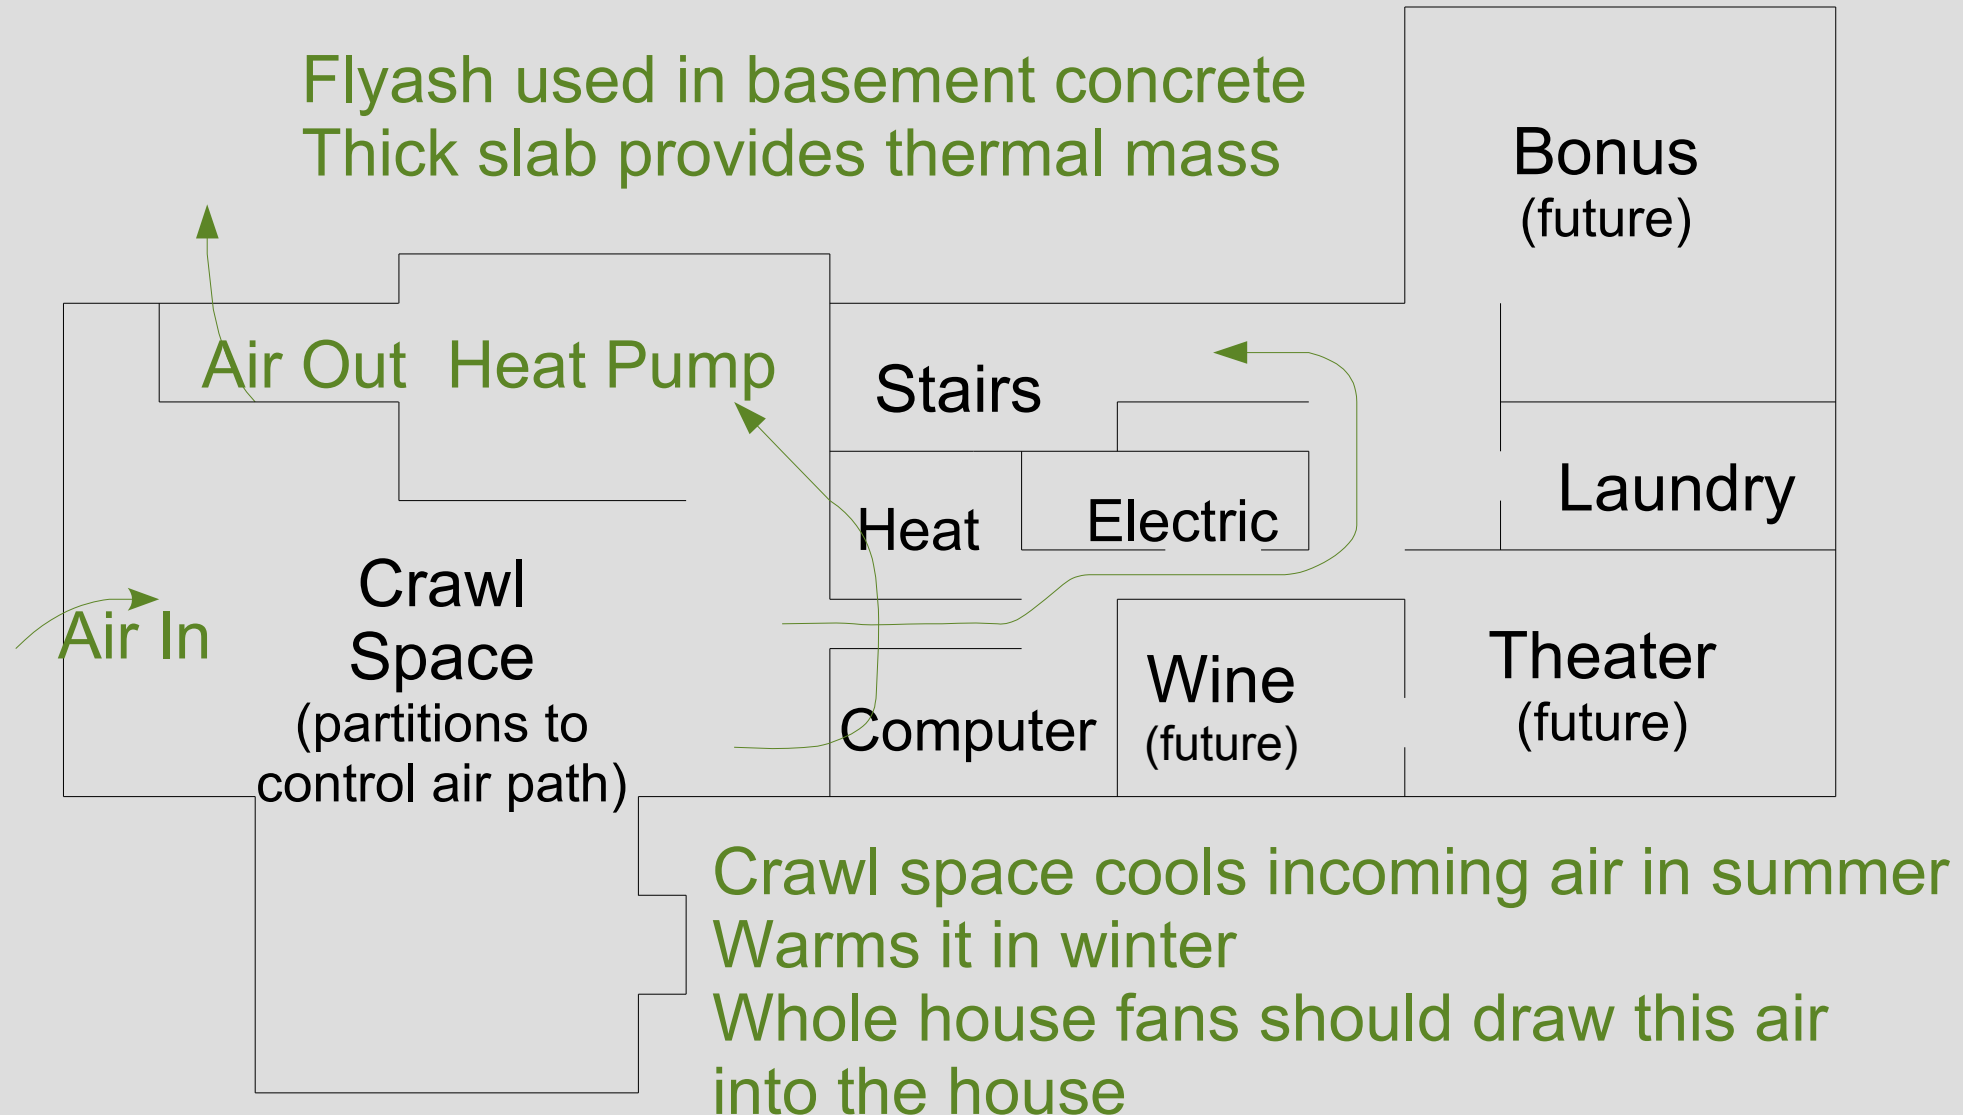 Flyash used in basement concrete
Thick slab provides thermal mass
Bonus
(future)
Air Out
Heat Pump
Stairs
Laundry
Heat
Electric
Crawl
Space
(partitions to
control air path)
Air In
Computer
Wine
(future)
Theater
(future)
Crawl space cools incoming air in summer
Warms it in winter
Whole house fans should draw this air
into the house